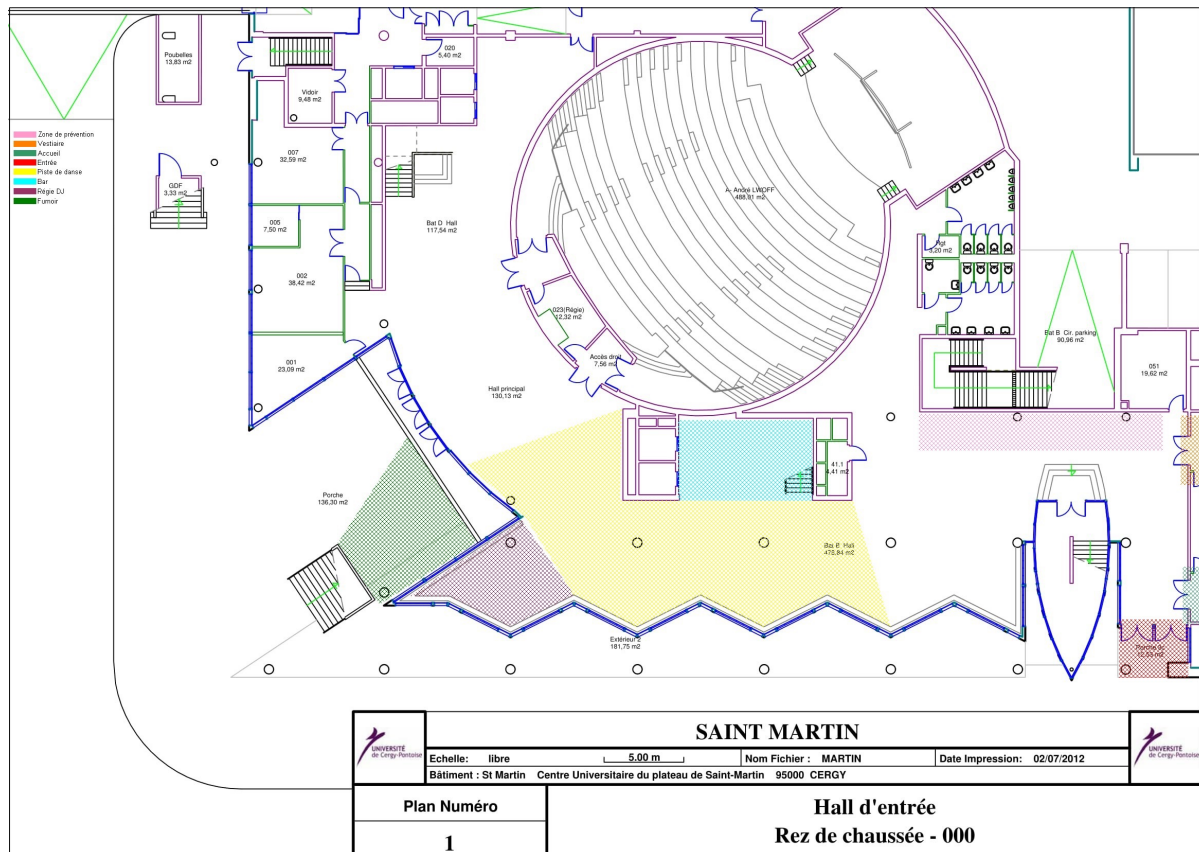 Poubelles
13,83 m2
020
5,40 m2
Vidoir
9,48 m2
Zone de prévention
Vestiaire
Accueil
Entrée
Piste de danse
Bar
Régie DJ
Fumoir
007
32,59 m2
GDF
3,33 m2
A-- André LWOFF
488,91 m2
005
7,50 m2
Bat D Hall
117,54 m2
Rgt
3,20 m2
002
38,42 m2
023(Régie)
12,32 m2
Bat B Cir. parking
90,96 m2
Accès droit
7,56 m2
001
23,09 m2
051
19,62 m2
Hall principal
130,13 m2
41.1
4,41 m2
Porche
136,30 m2
Bat B Hall
Extérieur 2
181,75 m2
UNIVERSITÉ
de Cergy-Pontoise
SAINT MARTIN
Echelle: libre 5.00 m Nom Fichier : MARTIN Date Impression: 02/07/2012
Bâtiment : St Martin Centre Universitaire du plateau de Saint-Martin 95000 CERGY
UNIVERSITÉ
de Cergy-Pontoise
Plan Numéro
1
Hall d'entrée
Rez de chaussée - 000